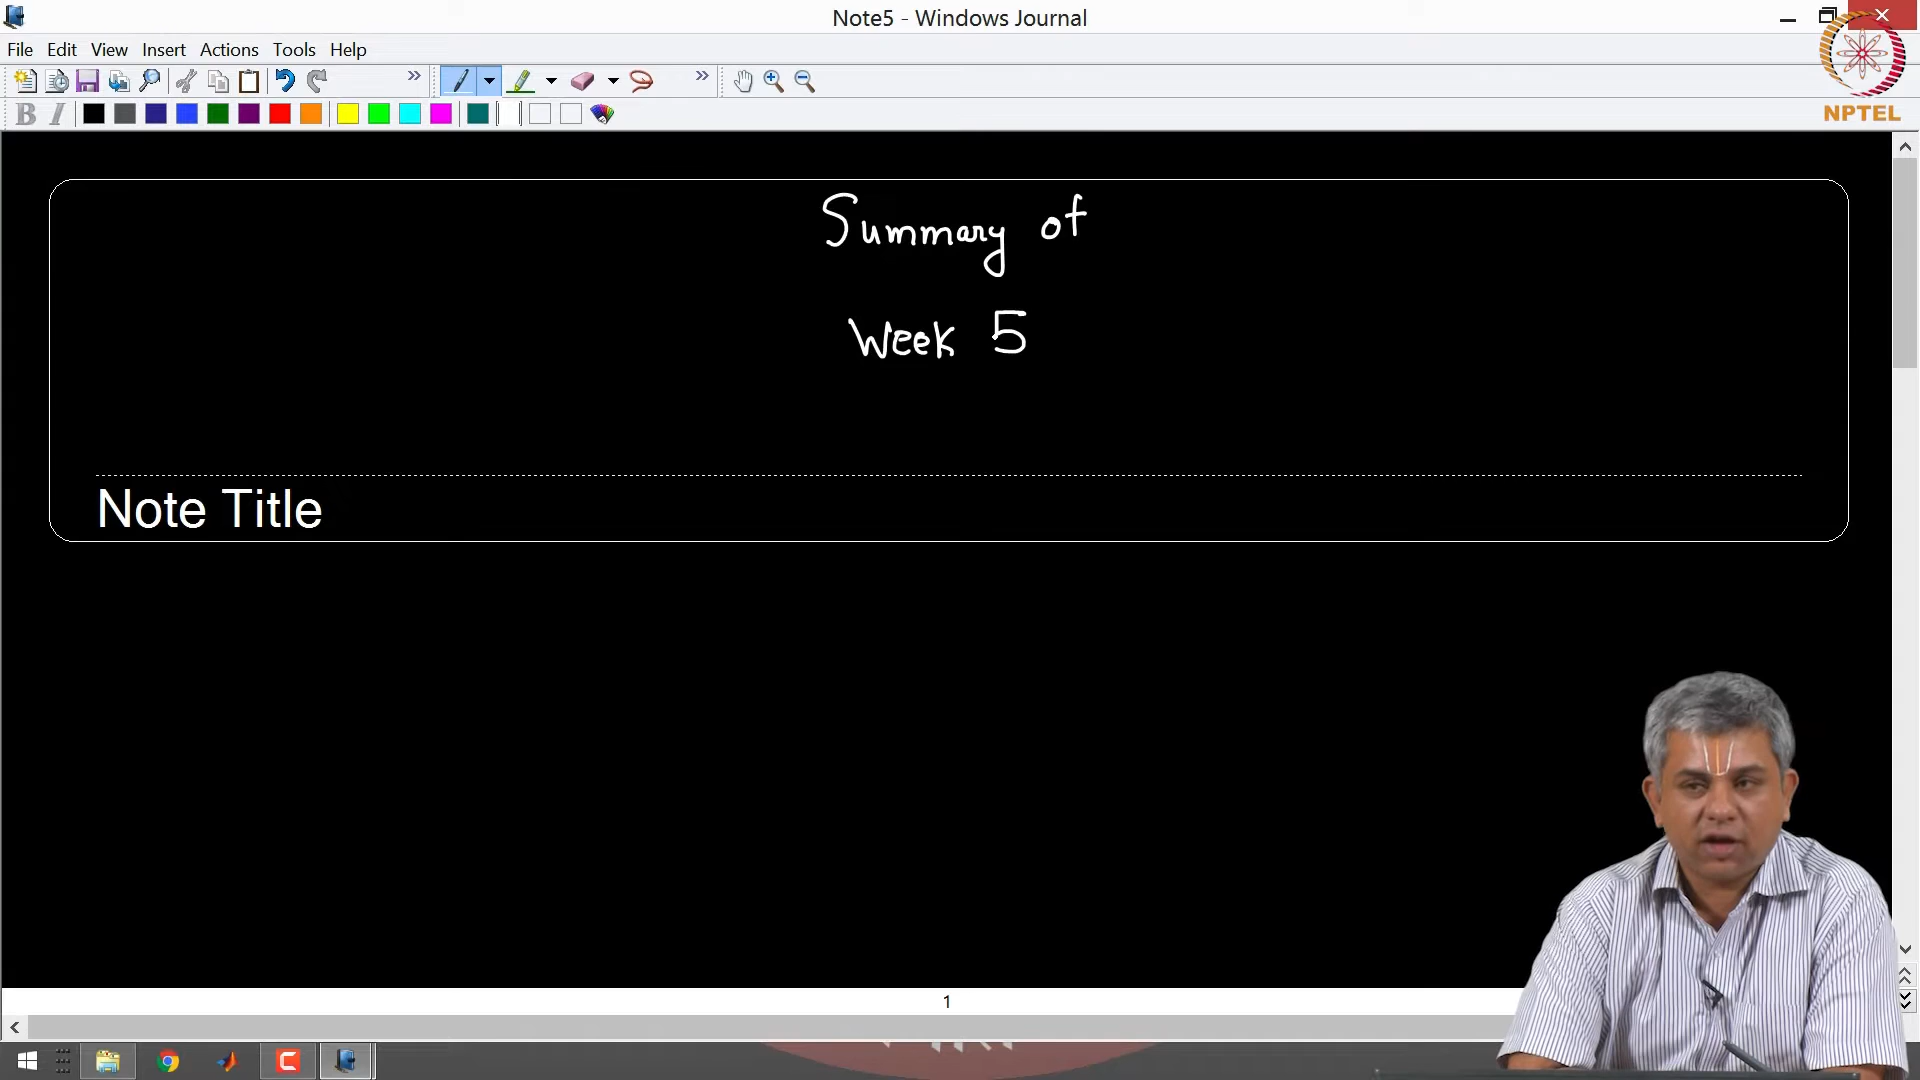 Note5 - Windows Journal
File Edit View Insert Actions Tools Help
B I
NPTEL
Summary of
Week 5
Note Title
1